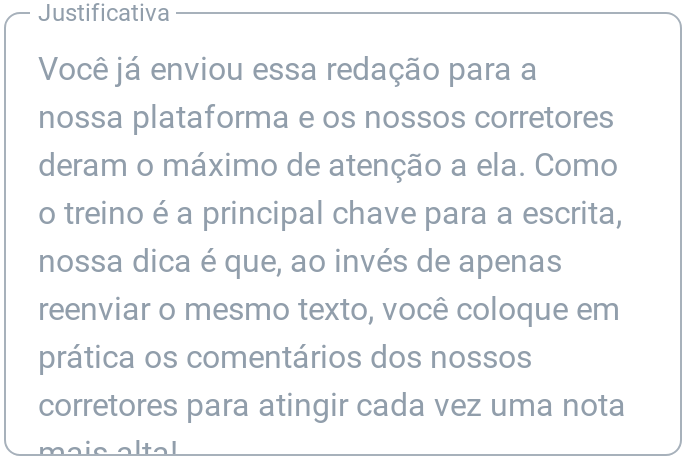 Justificativa
Você já enviou essa redação para a
nossa plataforma e os nossos corretores
deram o máximo de atenção a ela. Como
o treino é a principal chave para a escrita,
nossa dica é que, ao invés de apenas
reenviar o mesmo texto, você coloque em
prática os comentários dos nossos
corretores para atingir cada vez uma nota
mais alta!